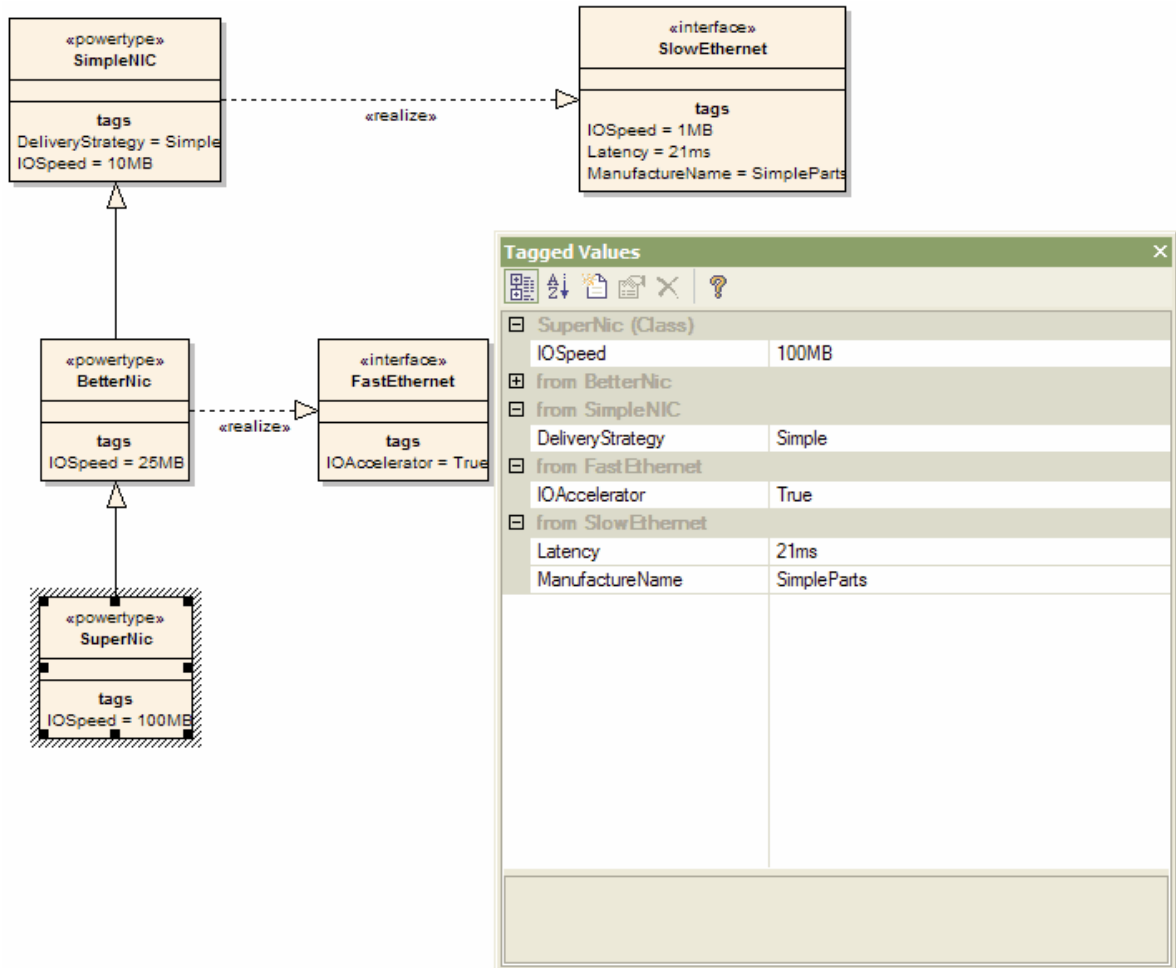 «powertype»
SimpleNIC
tags
DeliveryStrategy = Simple
IOSpeed = 10MB
«realize»
«interface»
SlowEthernet
tags
IOSpeed = 1MB
Latency = 21ms
ManufactureName = SimpleParts
«powertype»
BetterNic
tags
IOSpeed = 25MB
«realize»
«interface»
FastEthernet
tags
IOAccelerator = True
«powertype»
SuperNic
tags
IOSpeed = 100MB
Tagged Values
SuperNic (Class)
IOSpeed 100MB
from BetterNic
from SimpleNIC
DeliveryStrategy Simple
from FastEthernet
IOAccelerator True
from SlowEthernet
Latency 21ms
ManufactureName SimpleParts